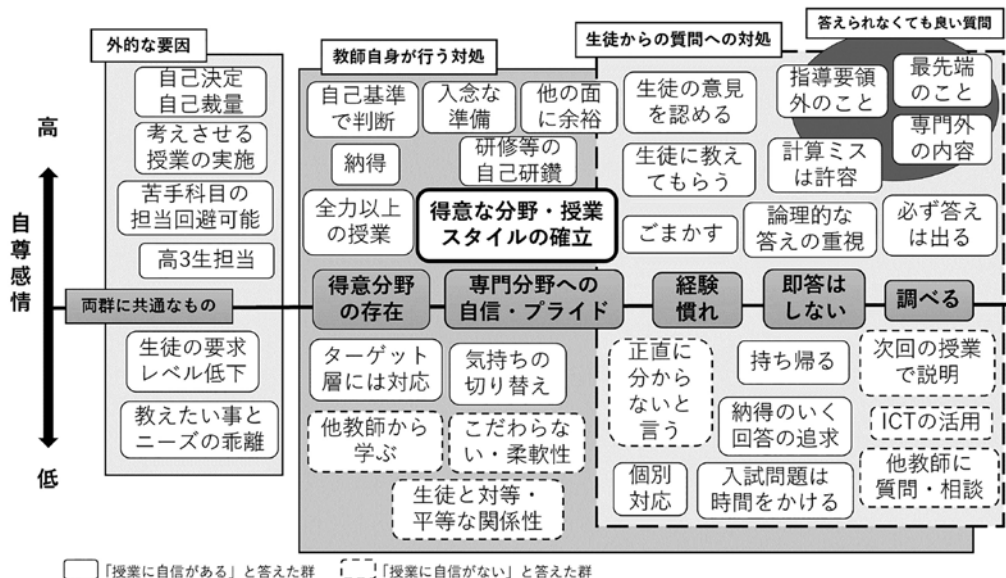 答えられなくても良い質問
外的な要因
教師自身が行う対処
生徒からの質問への対処
自己決定
自己裁量
考えさせる
授業の実施
苦手科目の
担当回避可能
高3生担当
自己基準
で判断
入念な
準備
他の面
に余裕
納得
研修等の
自己研鑽
全力以上
の授業
得意な分野・授業
スタイルの確立
生徒の意見
を認める
指導要領
外のこと
最先端
のこと
専門外
の内容
生徒に教え
てもらう
計算ミス
は許容
ごまかす
論理的な
答えの重視
必ず答え
は出る
高
自尊感情
低
両群に共通なもの
得意分野
の存在
専門分野への
自信・プライド
経験
慣れ
即答は
しない
調べる
生徒の要求
レベル低下
教えたい事と
ニーズの乖離
ターゲット
層には対応
気持ちの
切り替え
他教師から
学ぶ
こだわらな
い・柔軟性
生徒と対等・
平等な関係性
正直に
分から
ないと
言う
持ち帰る
次回の授業
で説明
納得のいく
回答の追求
ICTの活用
個別
対応
入試問題は
時間をかける
他教師に
質問・相談
「授業に自信がある」と答えた群
「授業に自信がない」と答えた群